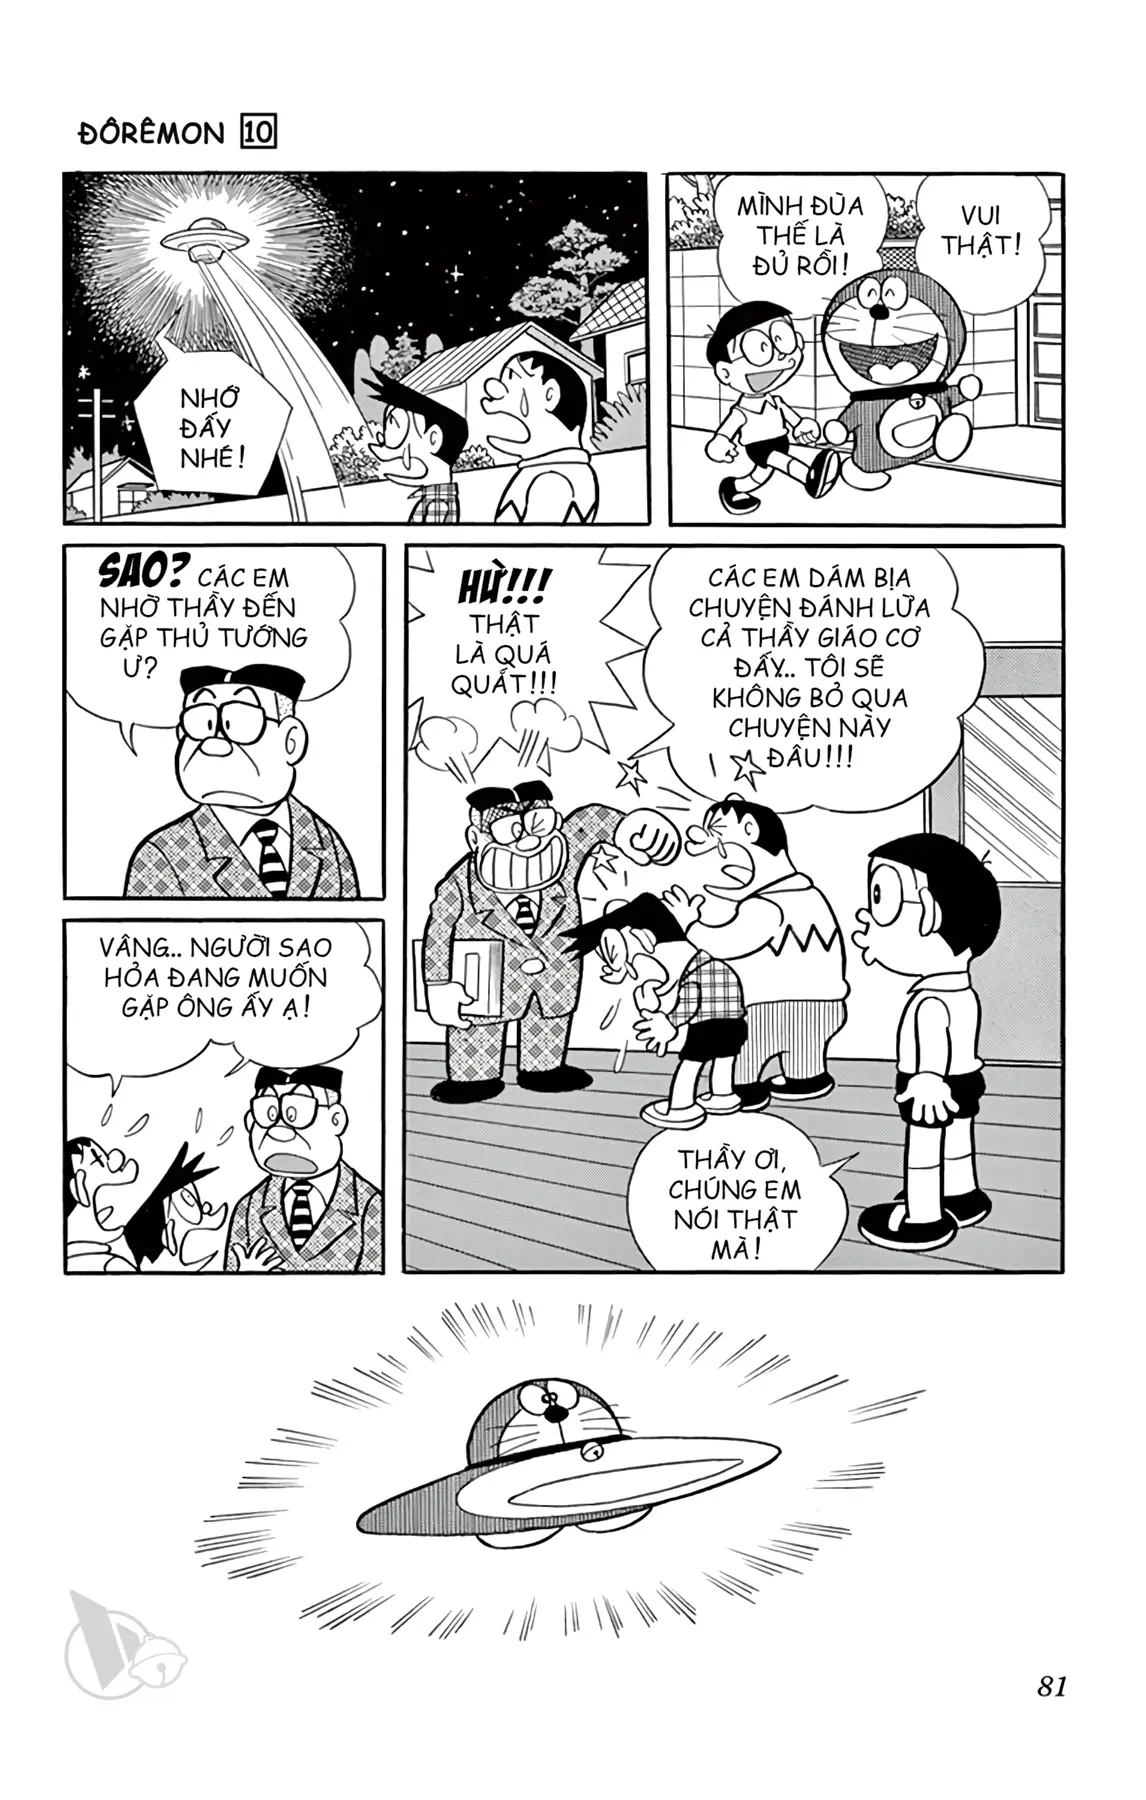 ĐÔRÊMON 10
NHỚ
ĐẤY
NHÉ!
MÌNH ĐÙA
THẾ LÀ
ĐỦ RỒI!
VUI
THẬT!
SAO? CÁC EM
NHỜ THẦY ĐẾN
GẶP THỦ TƯỚNG
Ư?
VÂNG... NGƯỜI SAO
HỎA ĐANG MUỐN
GẶP ÔNG ẤY Ạ!
HỪ!!!
THẬT
LÀ QUÁ
QUẮT!!!
CÁC EM DÁM BỊA
CHUYỆN ĐÁNH LỪA
CẢ THẦY GIÁO CƠ
ĐẤY... TÔI SẼ
KHÔNG BỎ QUA
CHUYỆN NÀY
ĐÂU!!!
THẦY ƠI,
CHÚNG EM
NÓI THẬT
MÀ!
81